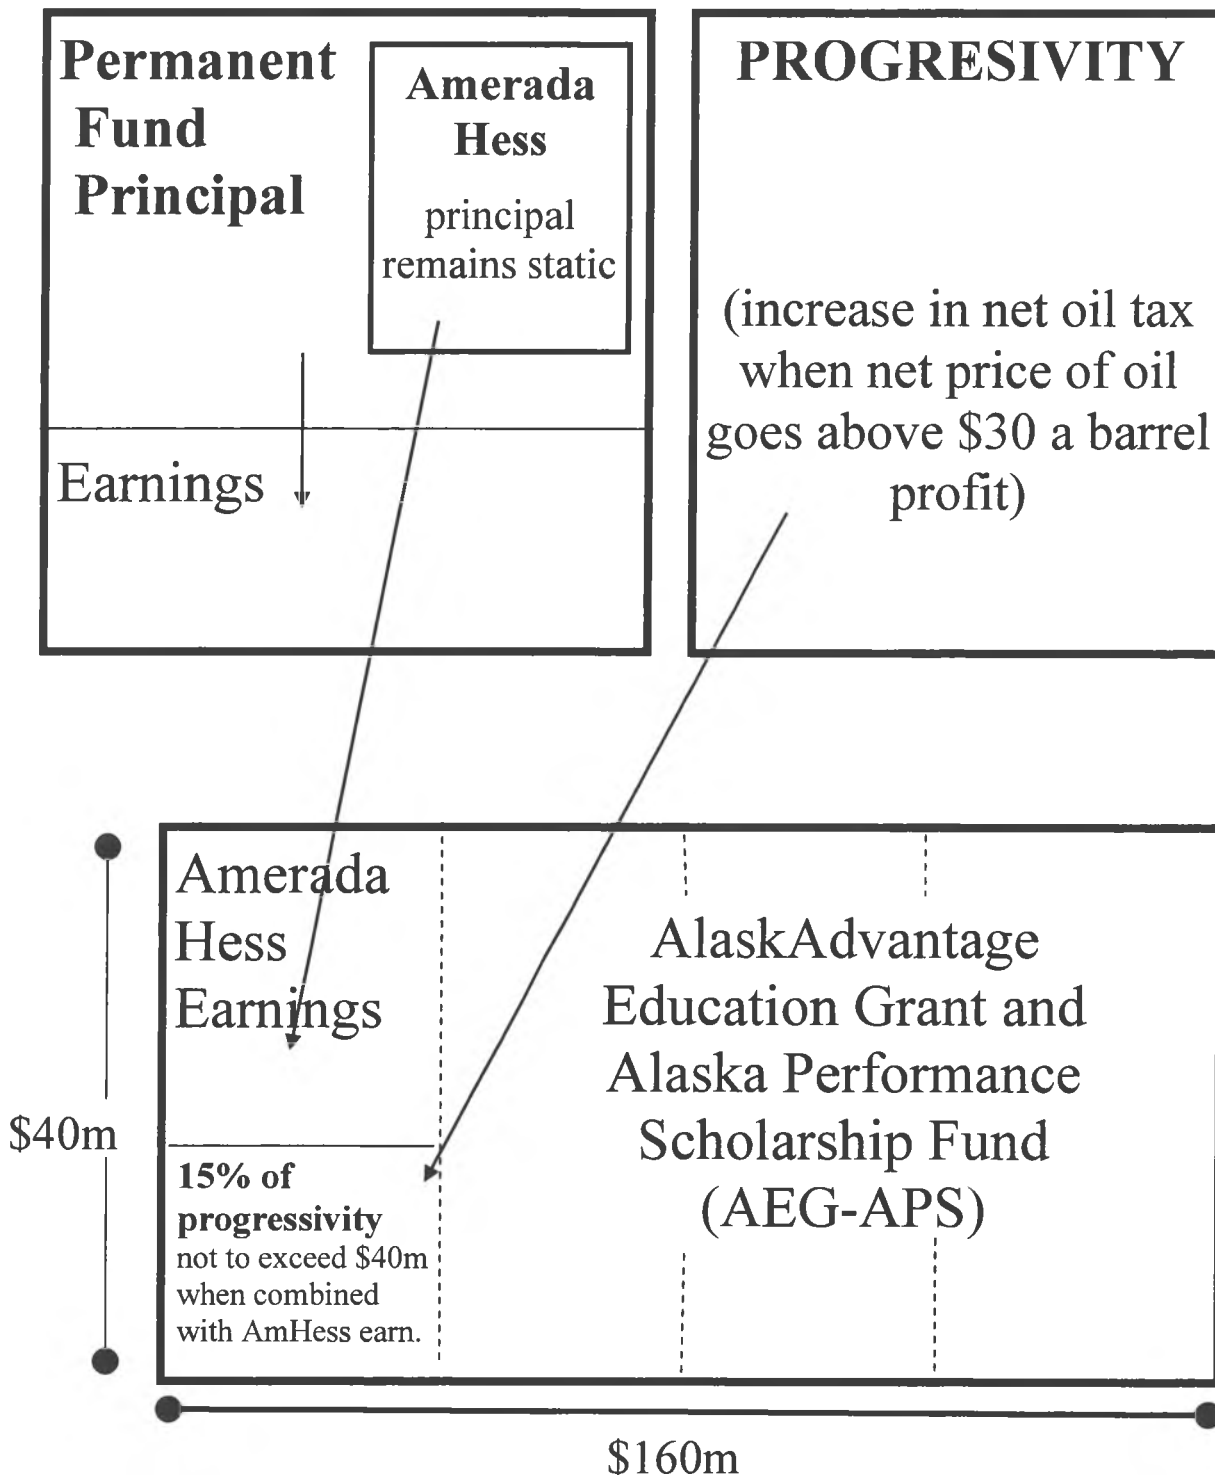 Permanent
Fund
Principal
Amerada
Hess
principal
remains static
Earnings
PROGRESIVITY
(increase in net oil tax
when net price of oil
goes above $30 a barrel
profit)
Amerada
Hess
Earnings
15% of
progressivity
not to exceed $40m
when combined
with AmHess earn.
AlaskAdvantage
Education Grant and
Alaska Performance
Scholarship Fund
(AEG-APS)
$40m
$160m